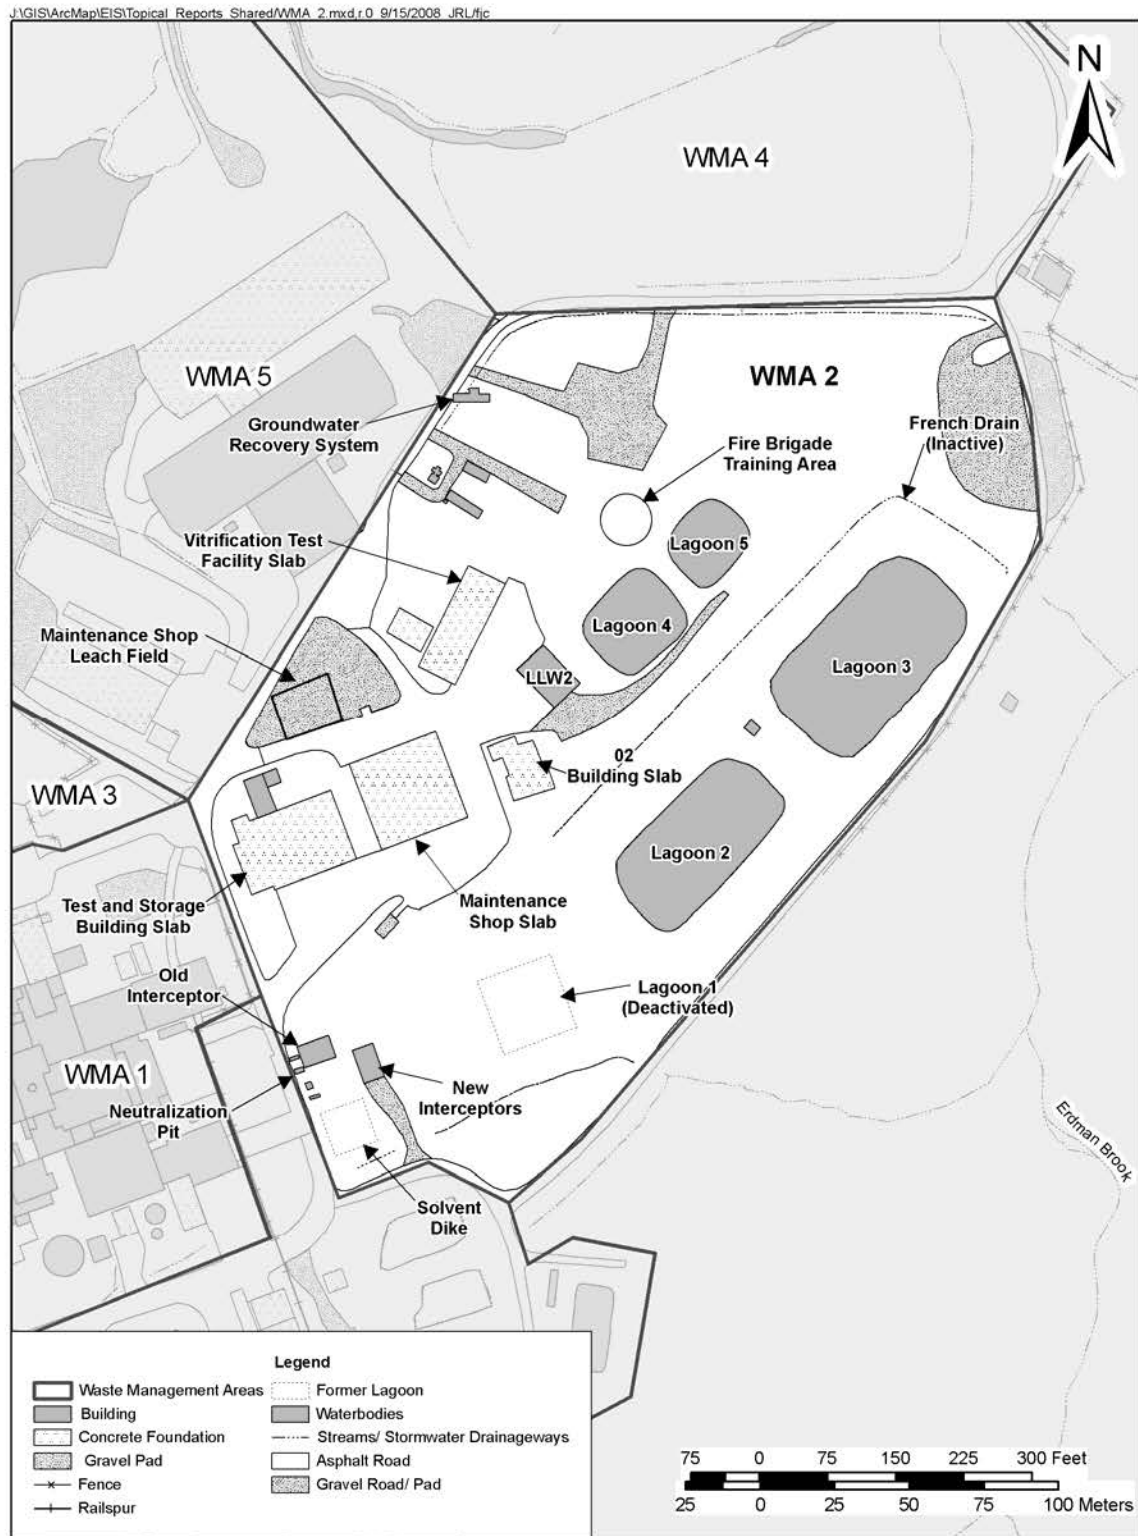 J:\GIS\ArcMap\EIS\Topical Reports Shared/WMA 2.mxd,r.0 9/15/2008 JRL/fjc
N
WMA 4
WMA 5
WMA 2
Groundwater
Recovery System
French Drain
(Inactive)
Fire Brigade
Training Area
Vitrification Test
Facility Slab
Lagoon 5
Lagoon 4
Maintenance Shop
Leach Field
Lagoon 3
LLW2
02
Building Slab
WMA 3
Lagoon 2
Test and Storage
Building Slab
Maintenance
Shop Slab
Old
Interceptor
Lagoon 1
(Deactivated)
WMA 1
New
Interceptors
Neutralization
Pit
Erdman Brook
Solvent
Dike
Legend
Waste Management Areas
Building
Concrete Foundation
Gravel Pad
Fence
Railspur
Former Lagoon
Waterbodies
Streams/ Stormwater Drainageways
Asphalt Road
Gravel Road/ Pad
75 0 75 150 225 300 Feet
25 0 25 50 75 100 Meters